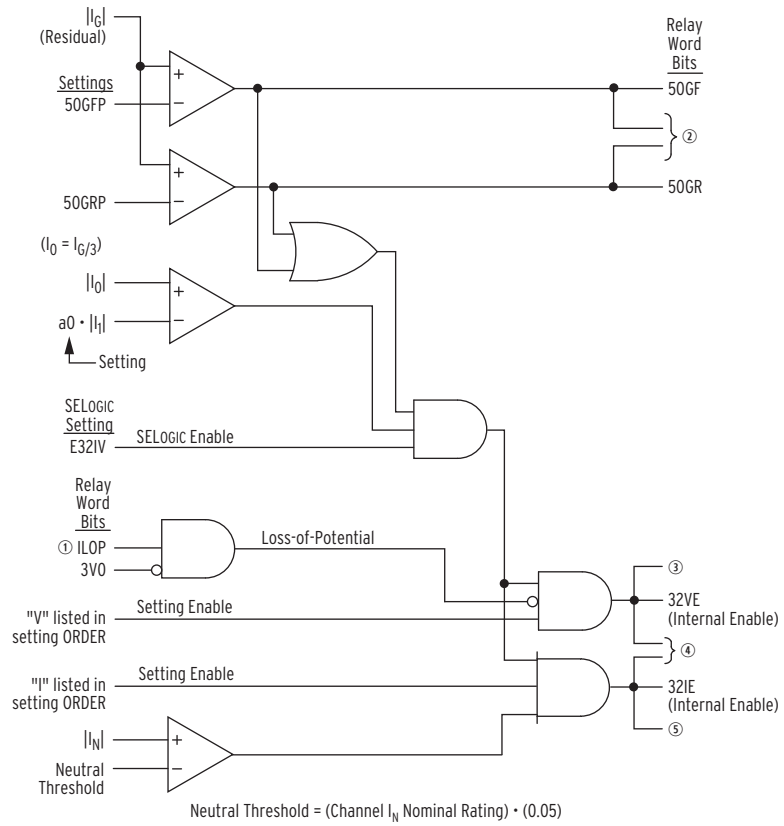 |I_G|
(Residual)
Relay
Word
Bits
Settings
50GFP
50GF
②
50GRP
50GR
(I_0 = I_G/3)
|I_0|
a0 • |I_1|
Setting
SELOGIC
Setting
E32IV
SELOGIC Enable
Relay
Word
Bits
① ILOP
3V0
Loss-of-Potential
③
32VE
(Internal Enable)
"V" listed in
setting ORDER
Setting Enable
④
"I" listed in
setting ORDER
Setting Enable
32IE
(Internal Enable)
⑤
|I_N|
Neutral
Threshold
Neutral Threshold = (Channel I_N Nominal Rating) • (0.05)
+
−
+
−
+
−
+
−